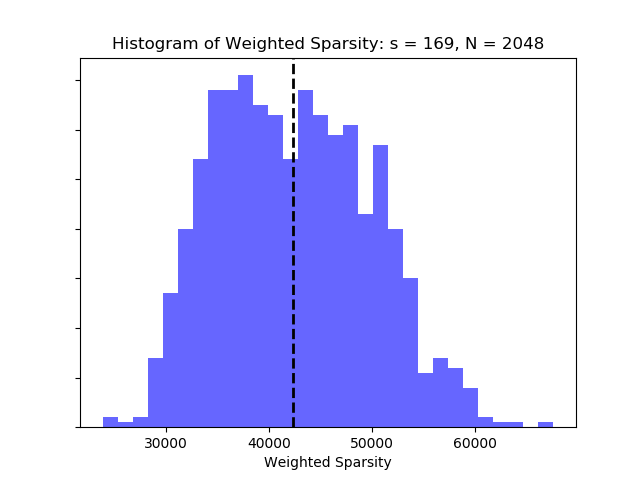 Histogram of Weighted Sparsity: s = 169, N = 2048
30000 40000 50000 60000
Weighted Sparsity